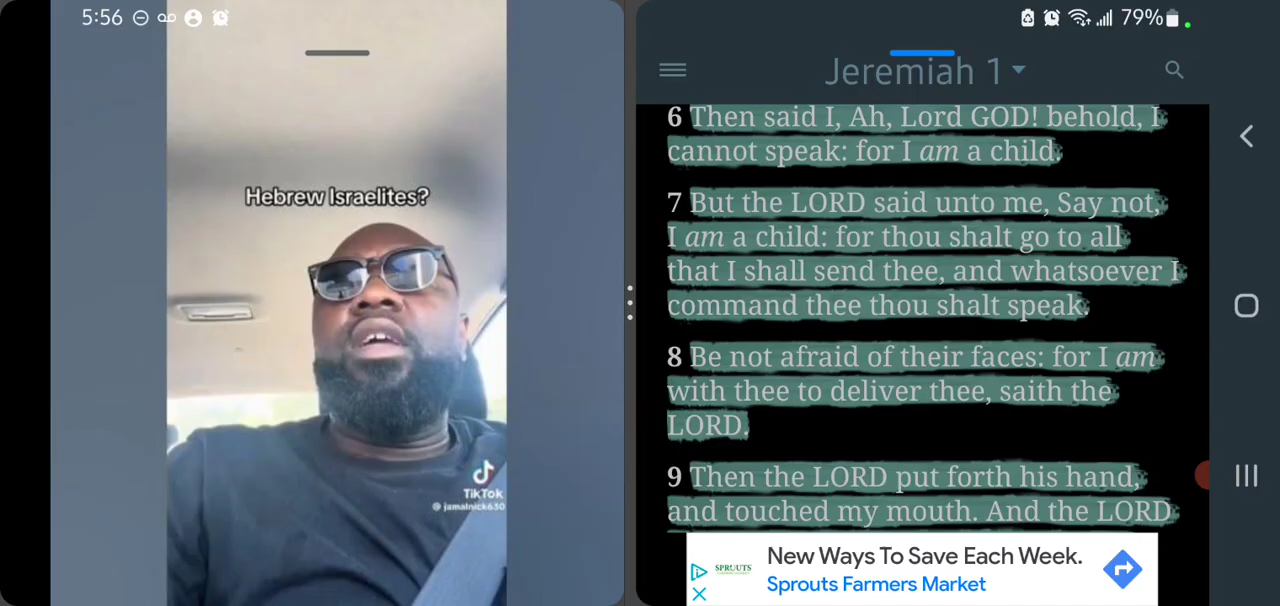 5:56
79%
Hebrew Israelites?
TikTok
@jamalnick630
Jeremiah 1
6 Then said I, Ah, Lord GOD! behold, I
cannot speak: for I am a child.
7 But the LORD said unto me, Say not,
I am a child: for thou shalt go to all
that I shall send thee, and whatsoever I
command thee thou shalt speak.
8 Be not afraid of their faces: for I am
with thee to deliver thee, saith the
LORD.
9 Then the LORD put forth his hand,
and touched my mouth. And the LORD
SPROUTS
New Ways To Save Each Week.
Sprouts Farmers Market